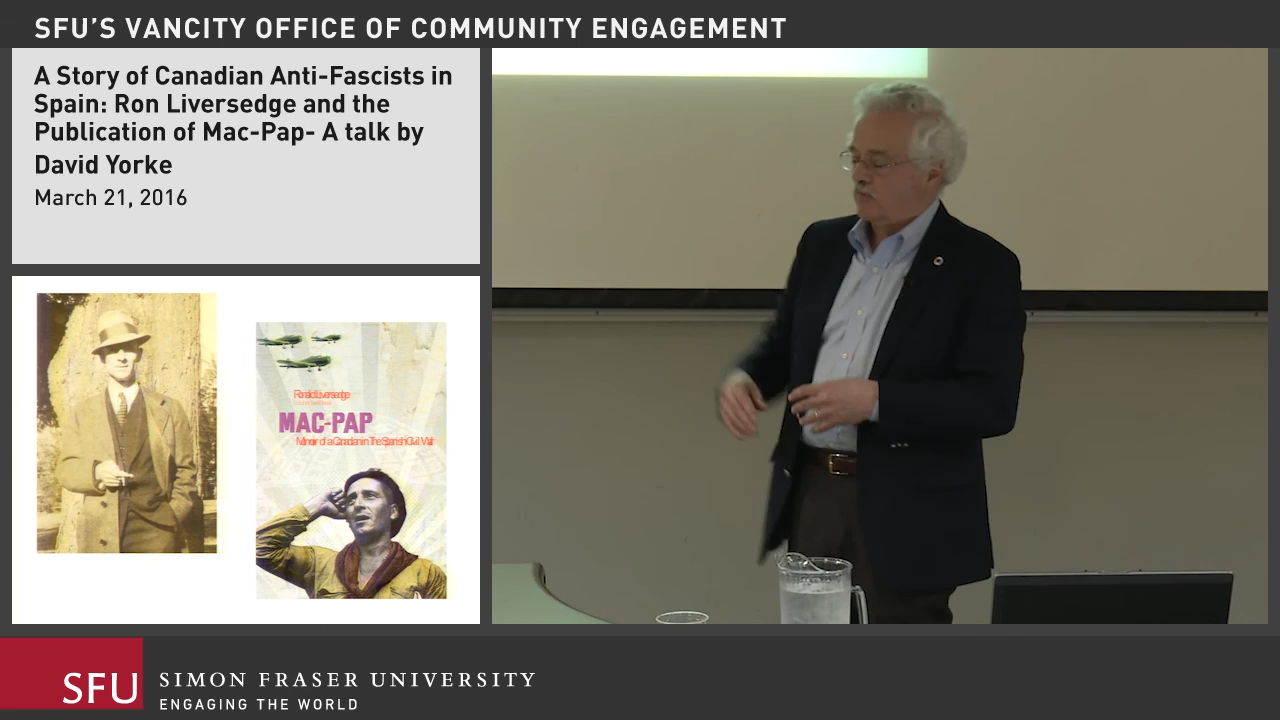 SFU'S VANCITY OFFICE OF COMMUNITY ENGAGEMENT
A Story of Canadian Anti-Fascists in
Spain: Ron Liversedge and the
Publication of Mac-Pap- A talk by
David Yorke
March 21, 2016
Ronald Liversedge
MAC-PAP
Memoir of a Canadian in The Spanish Civil War
SFU
SIMON FRASER UNIVERSITY
ENGAGING THE WORLD